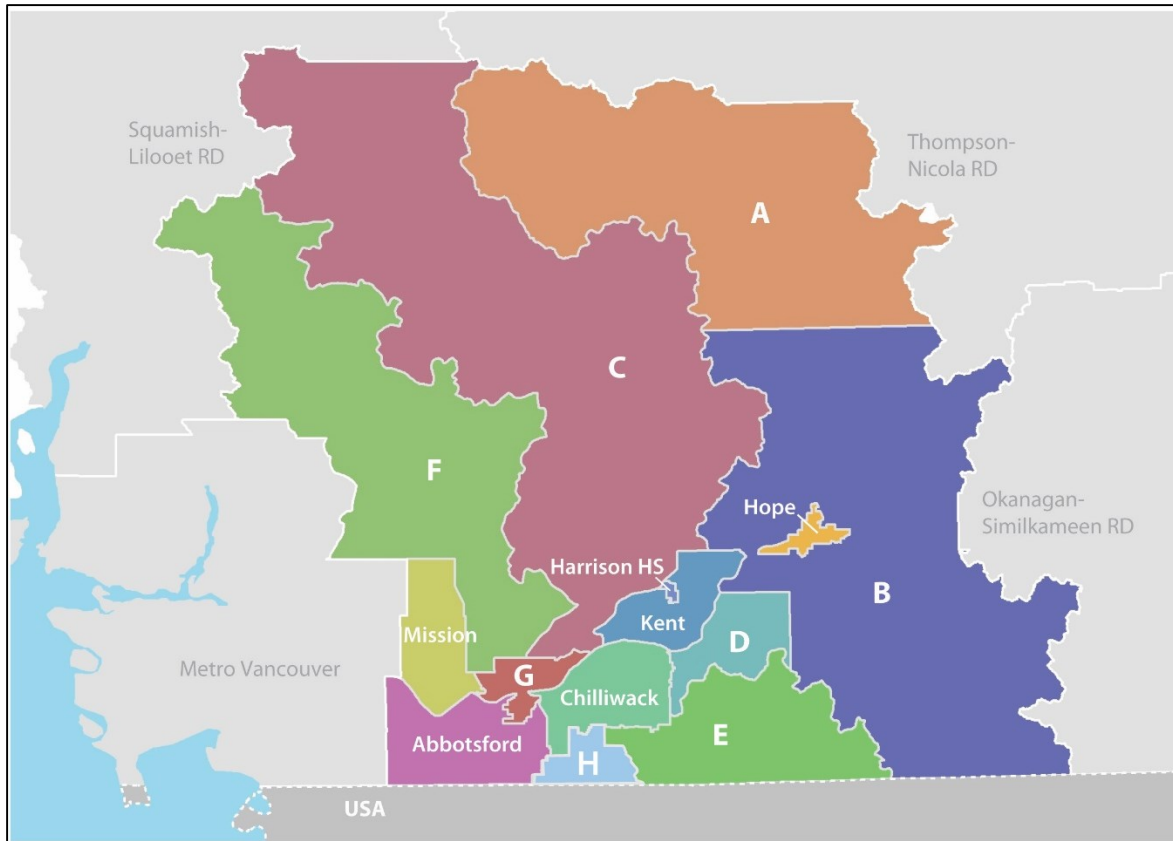 Squamish-
Lilooet RD
Thompson-
Nicola RD
A
C
F
Hope
Okanagan-
Similkameen RD
Harrison HS
B
Kent
Mission
D
Metro Vancouver
G
Chilliwack
Abbotsford
E
H
USA